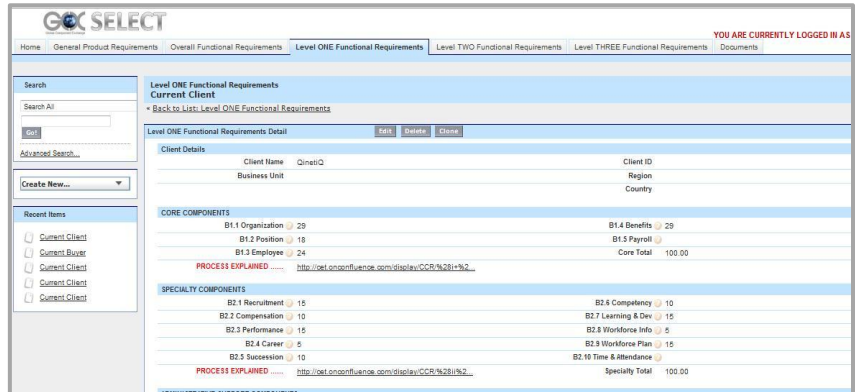 GCC SELECT
YOU ARE CURRENTLY LOGGED IN AS
Home General Product Requirements Overall Functional Requirements Level ONE Functional Requirements Level TWO Functional Requirements Level THREE Functional Requirements Documents
Search
Search All
Go!
Advanced Search...
Create New...
Recent Items
Current Client
Current Buyer
Current Client
Current Client
Current Client
Level ONE Functional Requirements
Current Client
« Back to List: Level ONE Functional Requirements
Level ONE Functional Requirements Detail Edit Delete Clone
Client Details
Client Name QinetiQ Client ID
Business Unit Region
Country
CORE COMPONENTS
B1.1 Organization 29 B1.4 Benefits 29
B1.2 Position 18 B1.5 Payroll
B1.3 Employee 24 Core Total 100.00
PROCESS EXPLAINED ...... http://cet.onconfluence.com/display/CCR/%28i+%2...
SPECIALTY COMPONENTS
B2.1 Recruitment 15 B2.6 Competency 10
B2.2 Compensation 10 B2.7 Learning & Dev. 15
B2.3 Performance 15 B2.8 Workforce Info 5
B2.4 Career 5 B2.9 Workforce Plan 15
B2.5 Succession 10 B2.10 Time & Attendance
PROCESS EXPLAINED ...... http://cet.onconfluence.com/display/CCR/%28ii%2...
Specialty Total 100.00